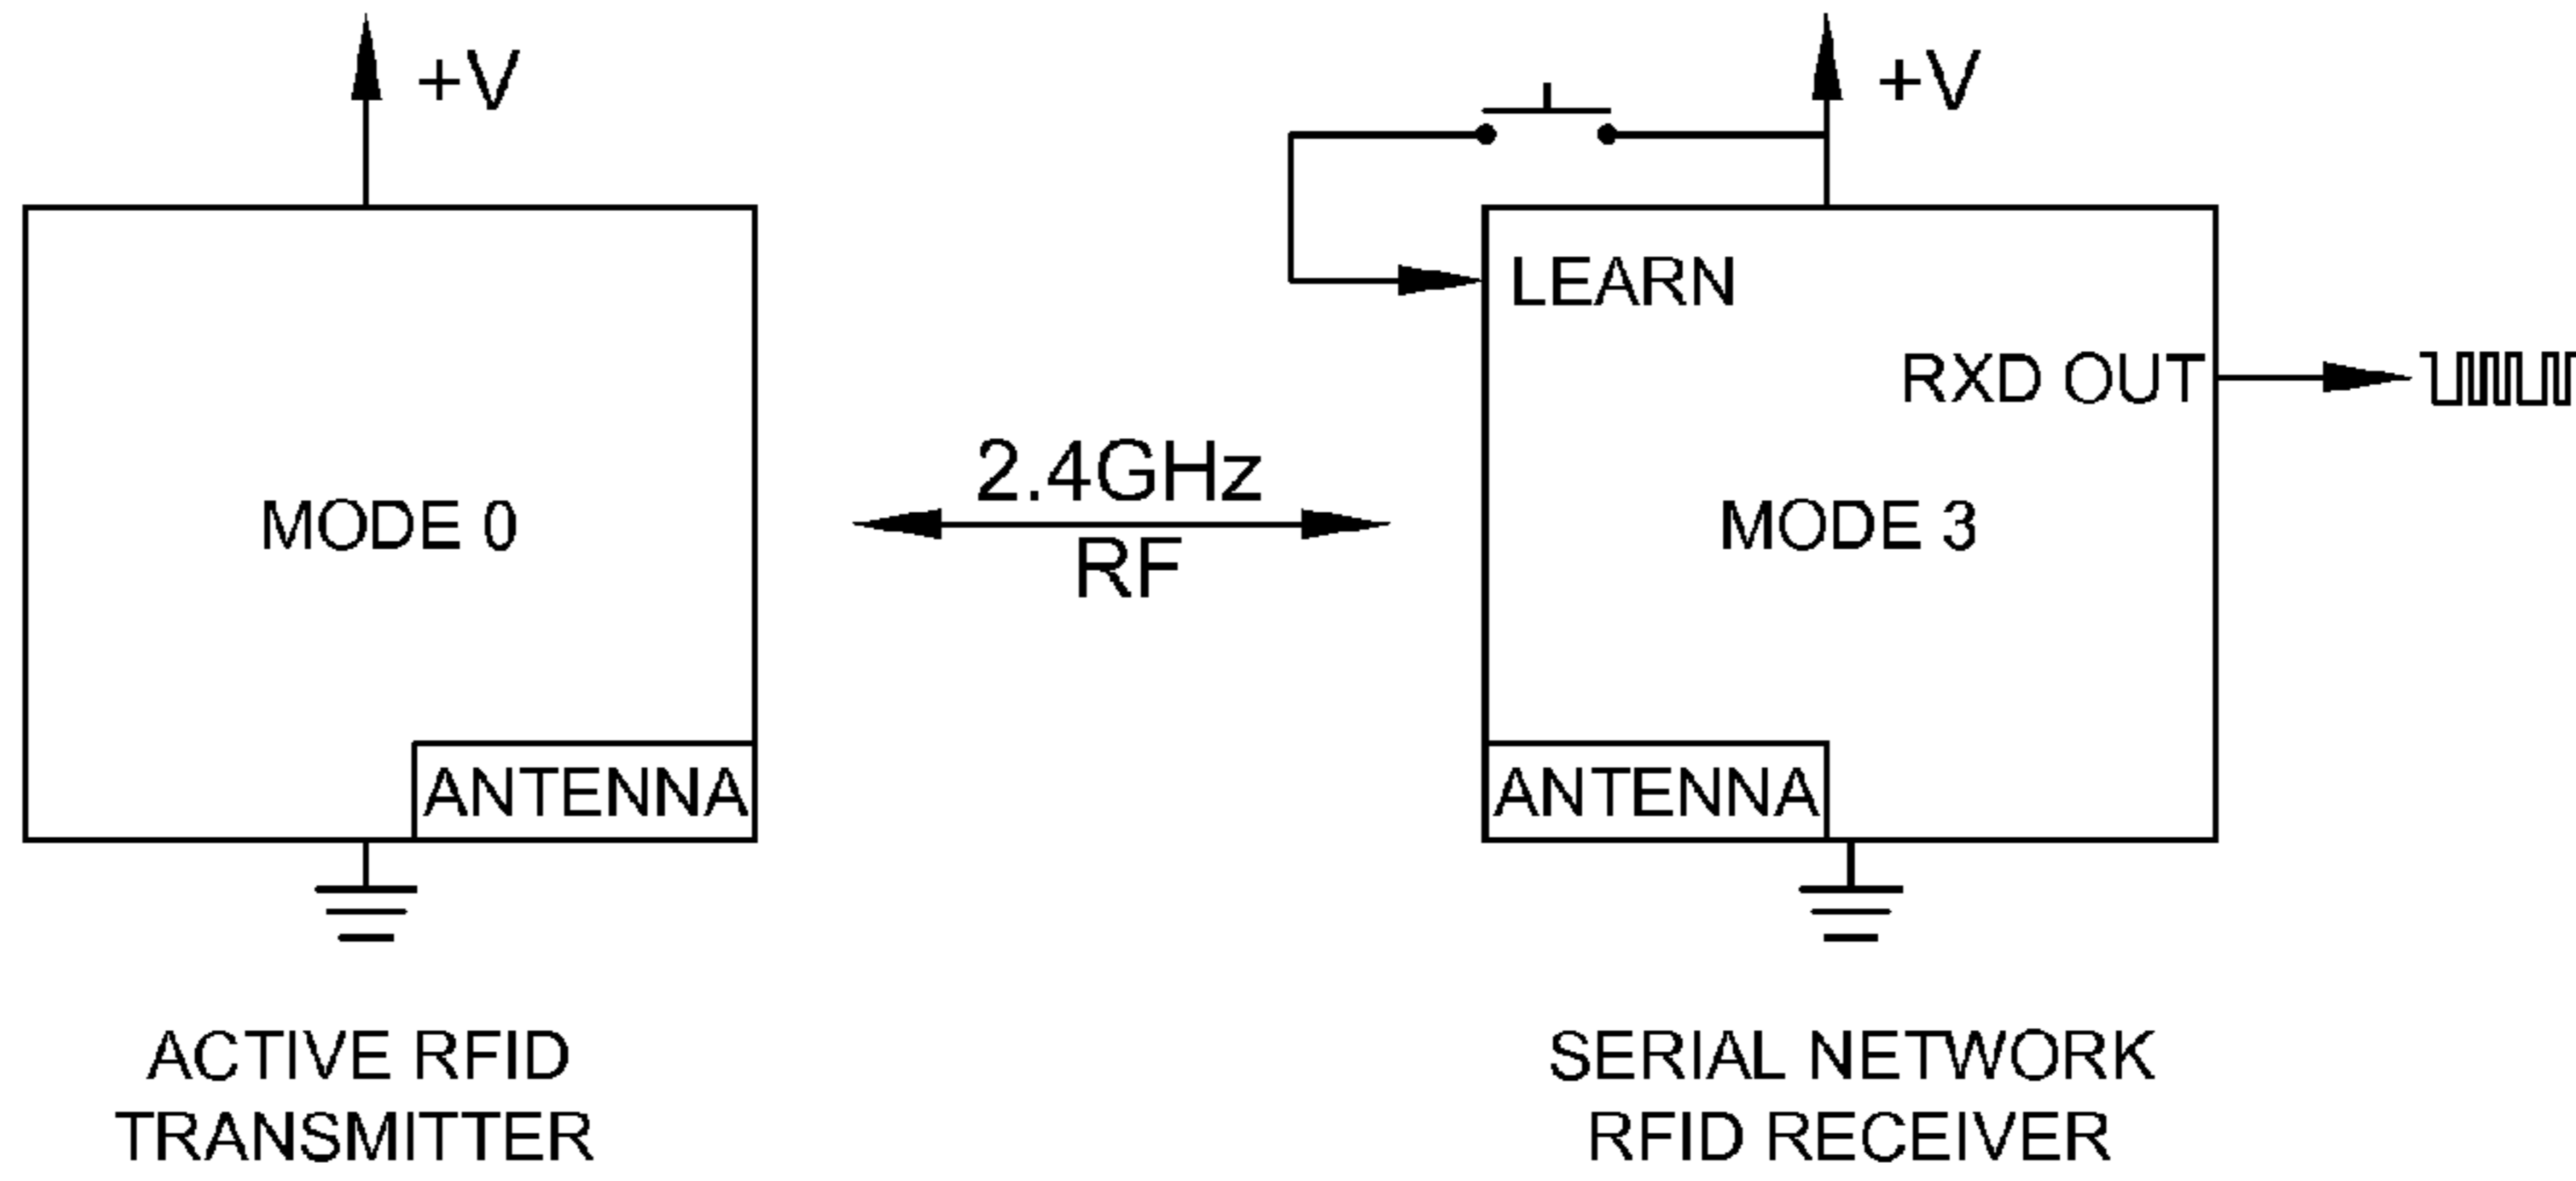 +V
+V
LEARN
RXD OUT
2.4GHz
RF
MODE 0
MODE 3
ANTENNA
ANTENNA
ACTIVE RFID
TRANSMITTER
SERIAL NETWORK
RFID RECEIVER